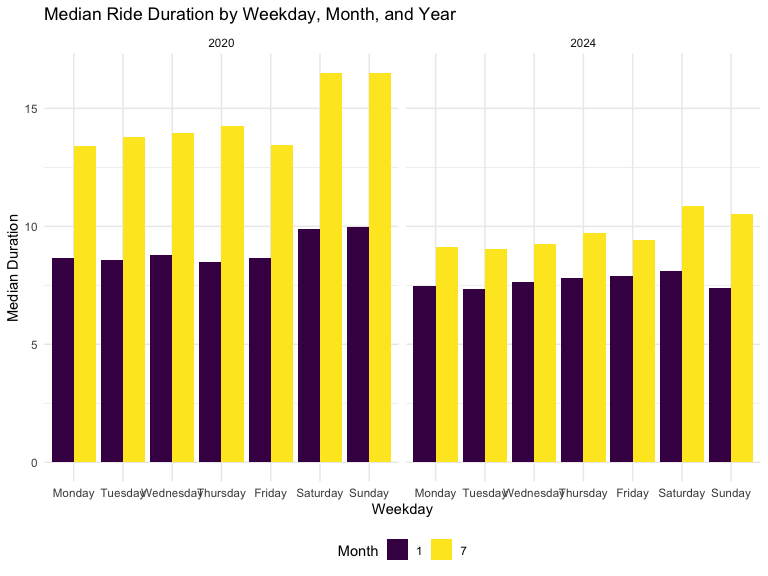 Median Ride Duration by Weekday, Month, and Year
2020 2024
15
10
5
0
Median Duration
Monday Tuesday Wednesday Thursday Friday Saturday Sunday Monday Tuesday Wednesday Thursday Friday Saturday Sunday
Weekday
Month 1 7